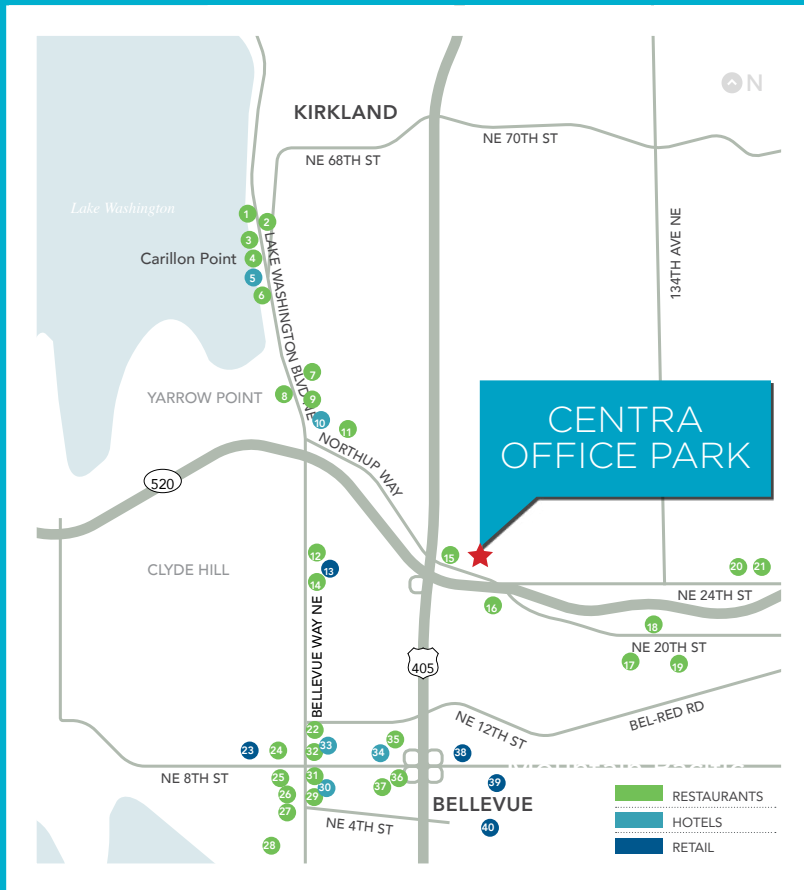 N
KIRKLAND
NE 70TH ST
NE 68TH ST
Lake Washington
1
2
134TH AVE NE
3
Carillon Point
4
5
6
LAKE WASHINGTON BLVD NE
7
YARROW POINT
8
9
10
11
CENTRA
OFFICE PARK
NORTHUP WAY
520
12
15
CLYDE HILL
13
14
20
21
NE 24TH ST
16
BELLEVUE WAY NE
18
NE 20TH ST
405
17
19
BEL-RED RD
NE 12TH ST
22
35
23
24
32
33
34
38
NE 8TH ST
25
31
36
39
26
30
37
29
BELLEVUE
27
NE 4TH ST
40
28
RESTAURANTS
HOTELS
RETAIL